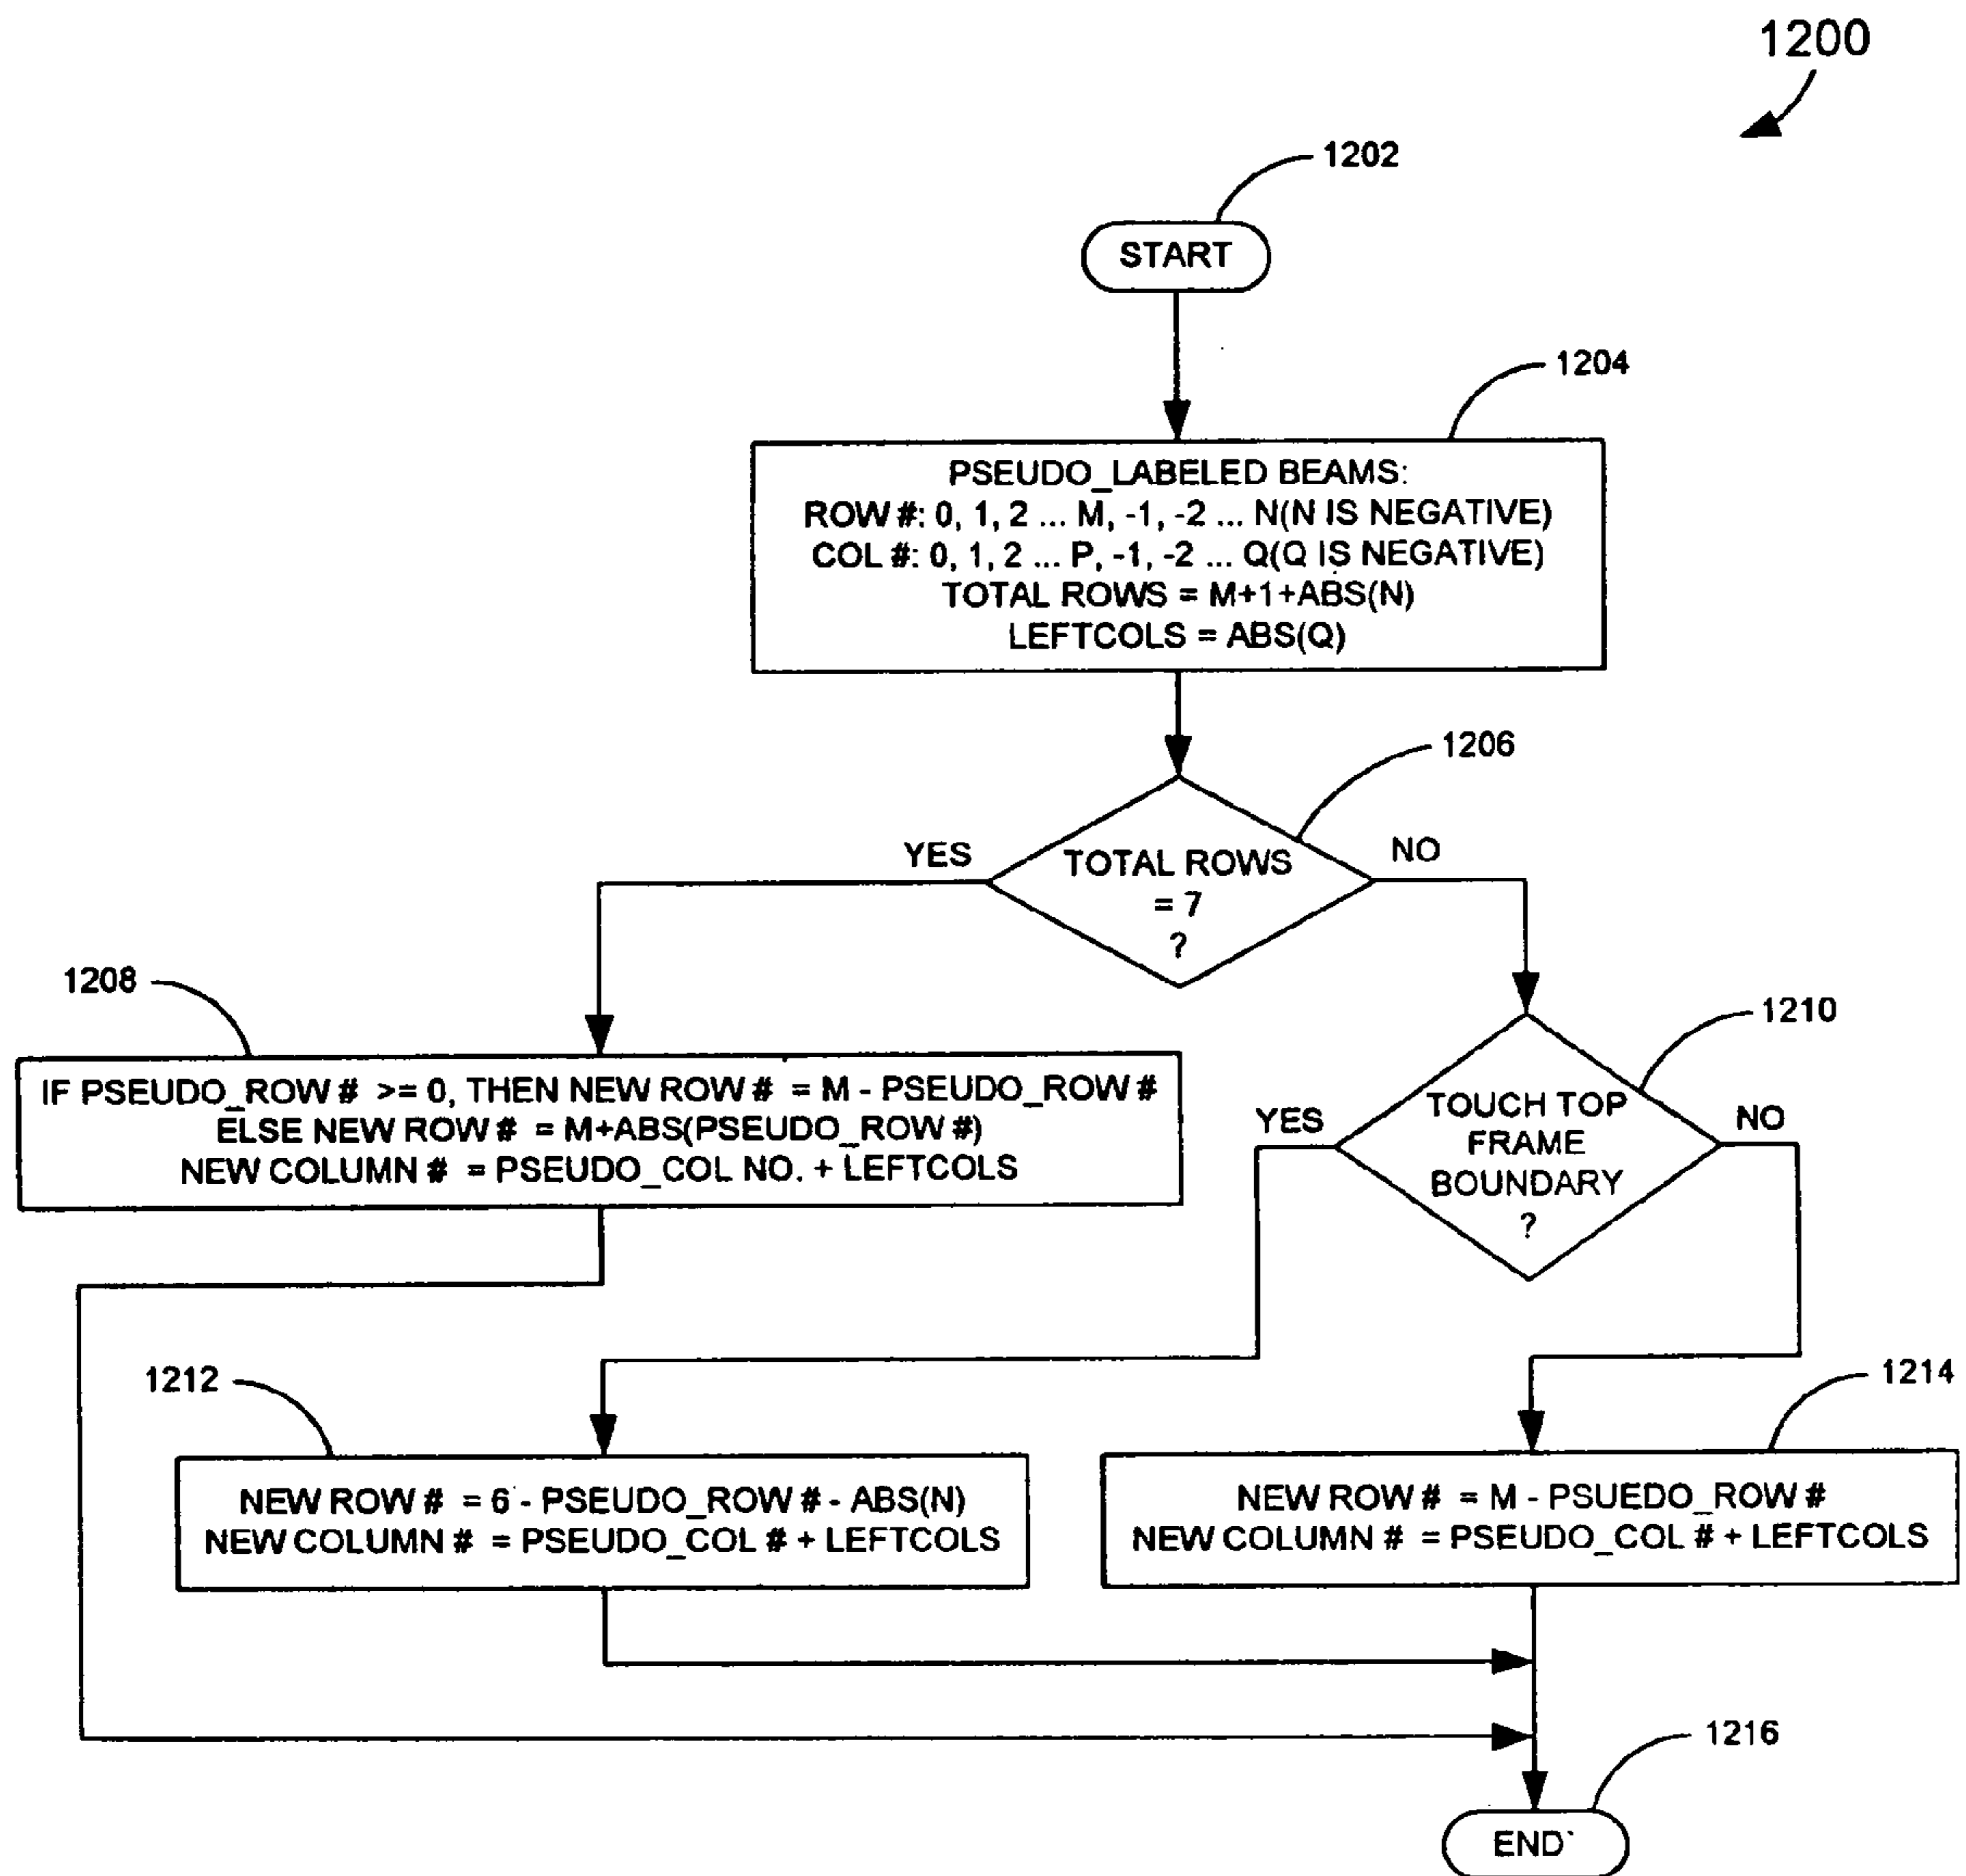 1200
1202
START
1204
PSEUDO_LABELED BEAMS:
ROW #: 0, 1, 2 ... M, -1, -2 ... N(N IS NEGATIVE)
COL #: 0, 1, 2 ... P, -1, -2 ... Q(Q IS NEGATIVE)
TOTAL ROWS = M+1+ABS(N)
LEFTCOLS = ABS(Q)
1206
YES
TOTAL ROWS
= 7
?
NO
1208
IF PSEUDO_ROW # >= 0, THEN NEW ROW # = M - PSEUDO_ROW #
ELSE NEW ROW # = M+ABS(PSEUDO_ROW #)
NEW COLUMN # = PSEUDO_COL NO. + LEFTCOLS
1210
YES
TOUCH TOP
FRAME
BOUNDARY
?
NO
1212
NEW ROW # = 6 - PSEUDO_ROW # - ABS(N)
NEW COLUMN # = PSEUDO_COL # + LEFTCOLS
1214
NEW ROW # = M - PSUEDO_ROW #
NEW COLUMN # = PSEUDO_COL # + LEFTCOLS
1216
END